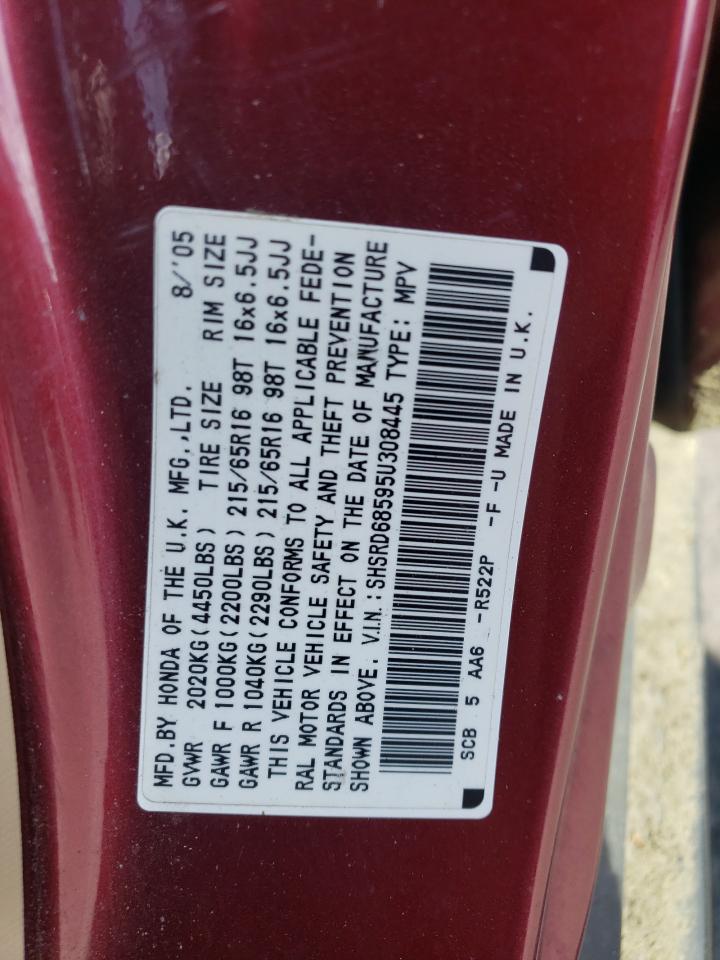 MFD.BY HONDA OF THE U.K. MFG.,LTD. 8/'05
GVWR 2020KG(4450LBS) TIRE SIZE RIM SIZE
GAWR F 1000KG(2200LBS) 215/65R16 98T 16x6.5JJ
GAWR R 1040KG(2290LBS) 215/65R16 98T 16x6.5JJ
THIS VEHICLE CONFORMS TO ALL APPLICABLE FEDE-
RAL MOTOR VEHICLE SAFETY AND THEFT PREVENTION
STANDARDS IN EFFECT ON THE DATE OF MANUFACTURE
SHOWN ABOVE. V.I.N.:SHSRD68595U308445 TYPE: MPV
SCB 5 AA6 -R522P -F -U MADE IN U.K.